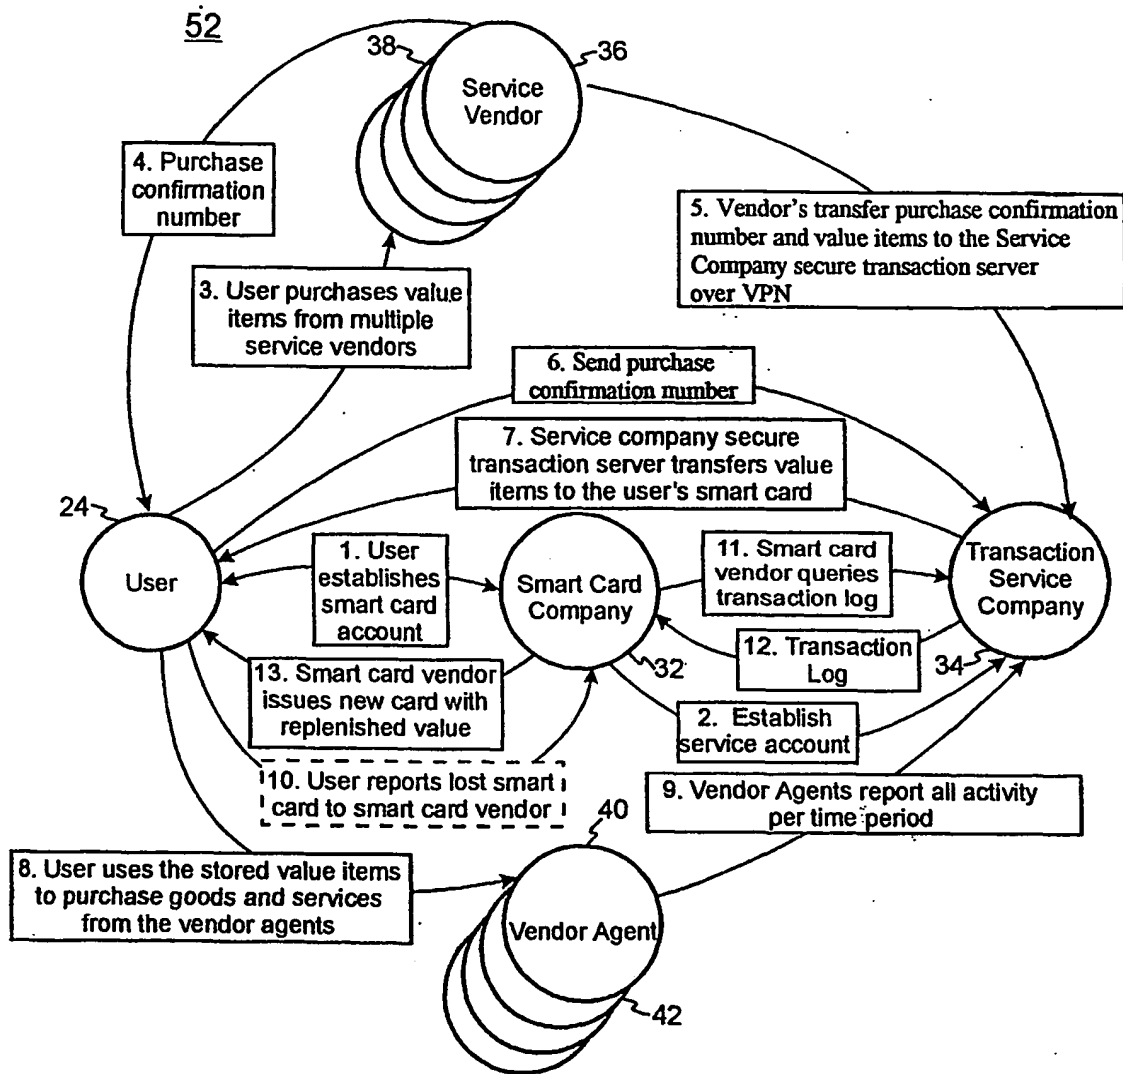 52
38
36
Service
Vendor
4. Purchase
confirmation
number
5. Vendor's transfer purchase confirmation
number and value items to the Service
Company secure transaction server
over VPN
3. User purchases value
items from multiple
service vendors
6. Send purchase
confirmation number
7. Service company secure
transaction server transfers value
items to the user's smart card
24
User
1. User
establishes
smart card
account
Smart Card
Company
11. Smart card
vendor queries
transaction log
Transaction
Service
Company
12. Transaction
Log
32
34
13. Smart card vendor
issues new card with
replenished value
2. Establish
service account
10. User reports lost smart
card to smart card vendor
9. Vendor Agents report all activity
per time period
40
8. User uses the stored value items
to purchase goods and services
from the vendor agents
Vendor Agent
42